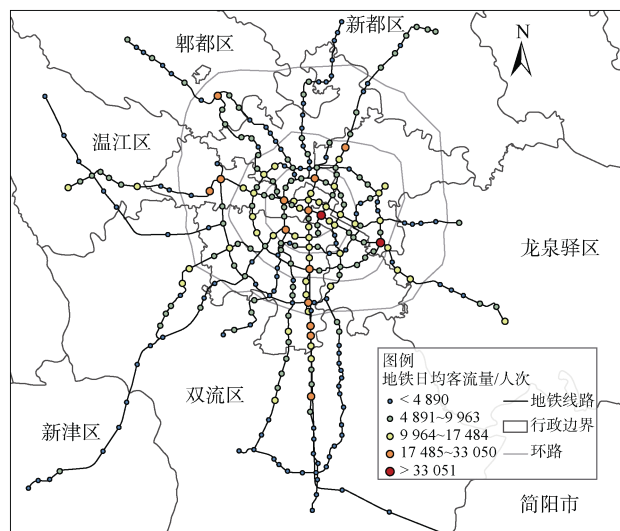 新都区
郫都区
N
温江区
龙泉驿区
双流区
新津区
简阳市
图例
地铁日均客流量/人次
< 4 890
4 891~9 963
9 964~17 484
17 485~33 050
> 33 051
地铁线路
行政边界
环路